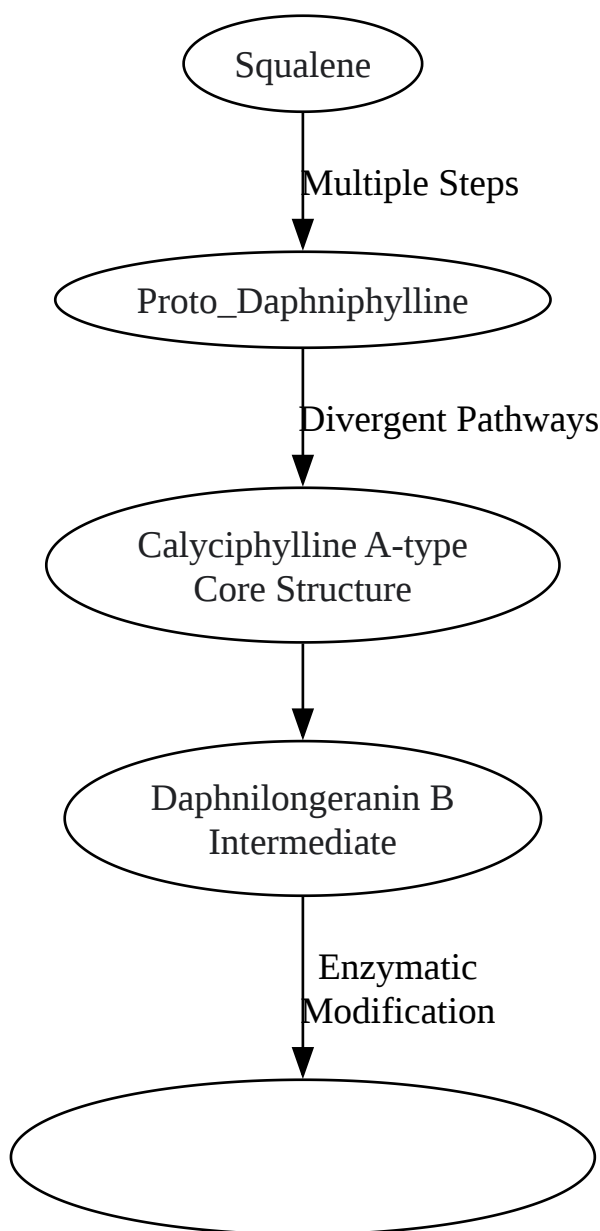 Squalene
Multiple Steps
Proto_Daphniphylline
Divergent Pathways
Calyciphylline A-type
Core Structure
Daphnilongeranin B
Intermediate
Enzymatic
Modification